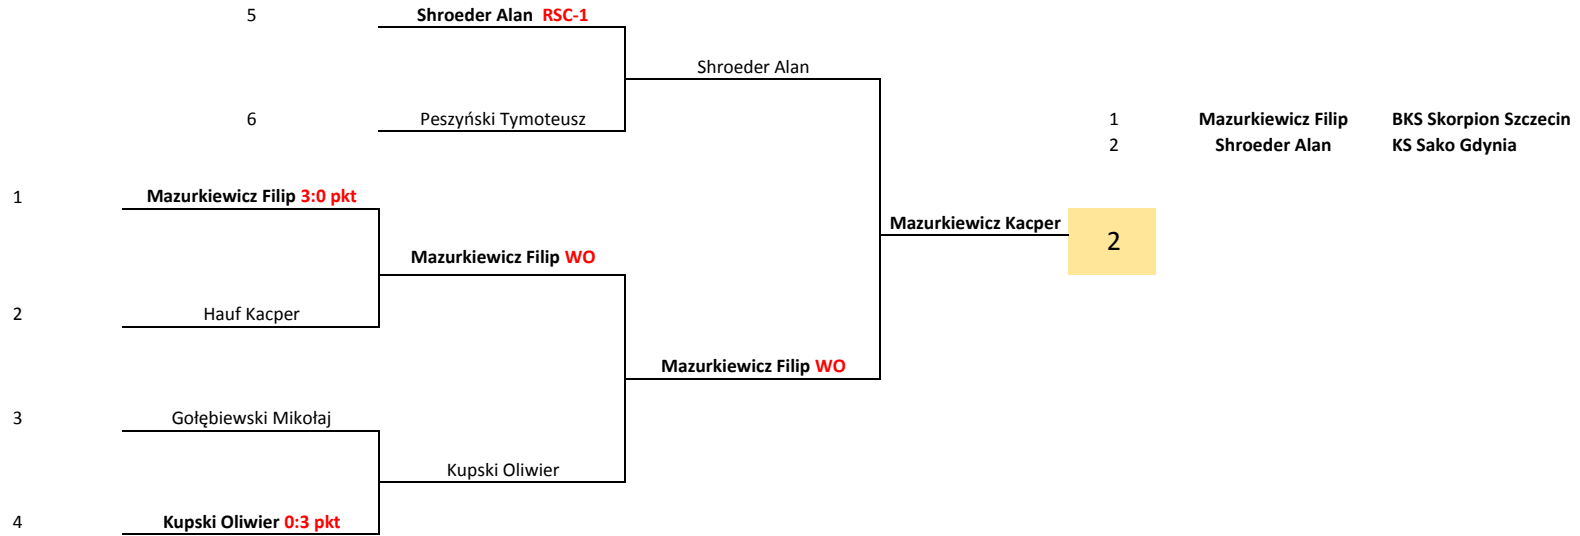 5 Shroeder Alan RSC-1
Shroeder Alan
6 Peszyński Tymoteusz
1 Mazurkiewicz Filip BKS Skorpion Szczecin
2 Shroeder Alan KS Sako Gdynia
1 Mazurkiewicz Filip 3:0 pkt
Mazurkiewicz Kacper 2
Mazurkiewicz Filip WO
2 Hauf Kacper
Mazurkiewicz Filip WO
3 Gołębiewski Mikołaj
Kupski Oliwier
4 Kupski Oliwier 0:3 pkt